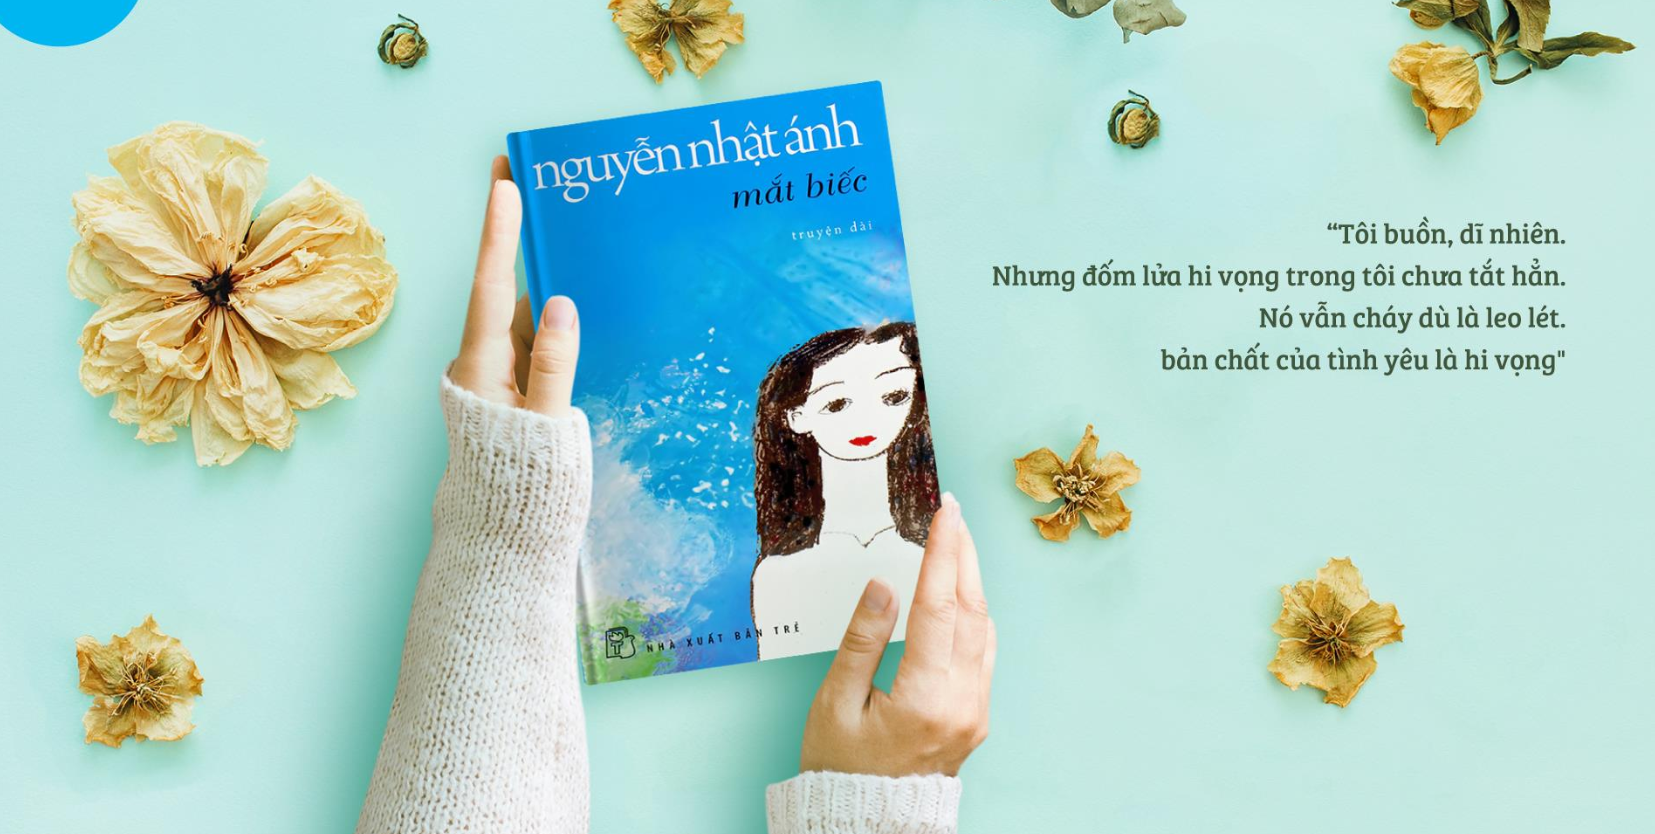 nguyễn nhật ánh
mắt biếc
truyện dài
NHÀ XUẤT BẢN TRẺ
“Tôi buồn, dĩ nhiên.
Nhưng đốm lửa hi vọng trong tôi chưa tắt hẳn.
Nó vẫn cháy dù là leo lét.
bản chất của tình yêu là hi vọng"